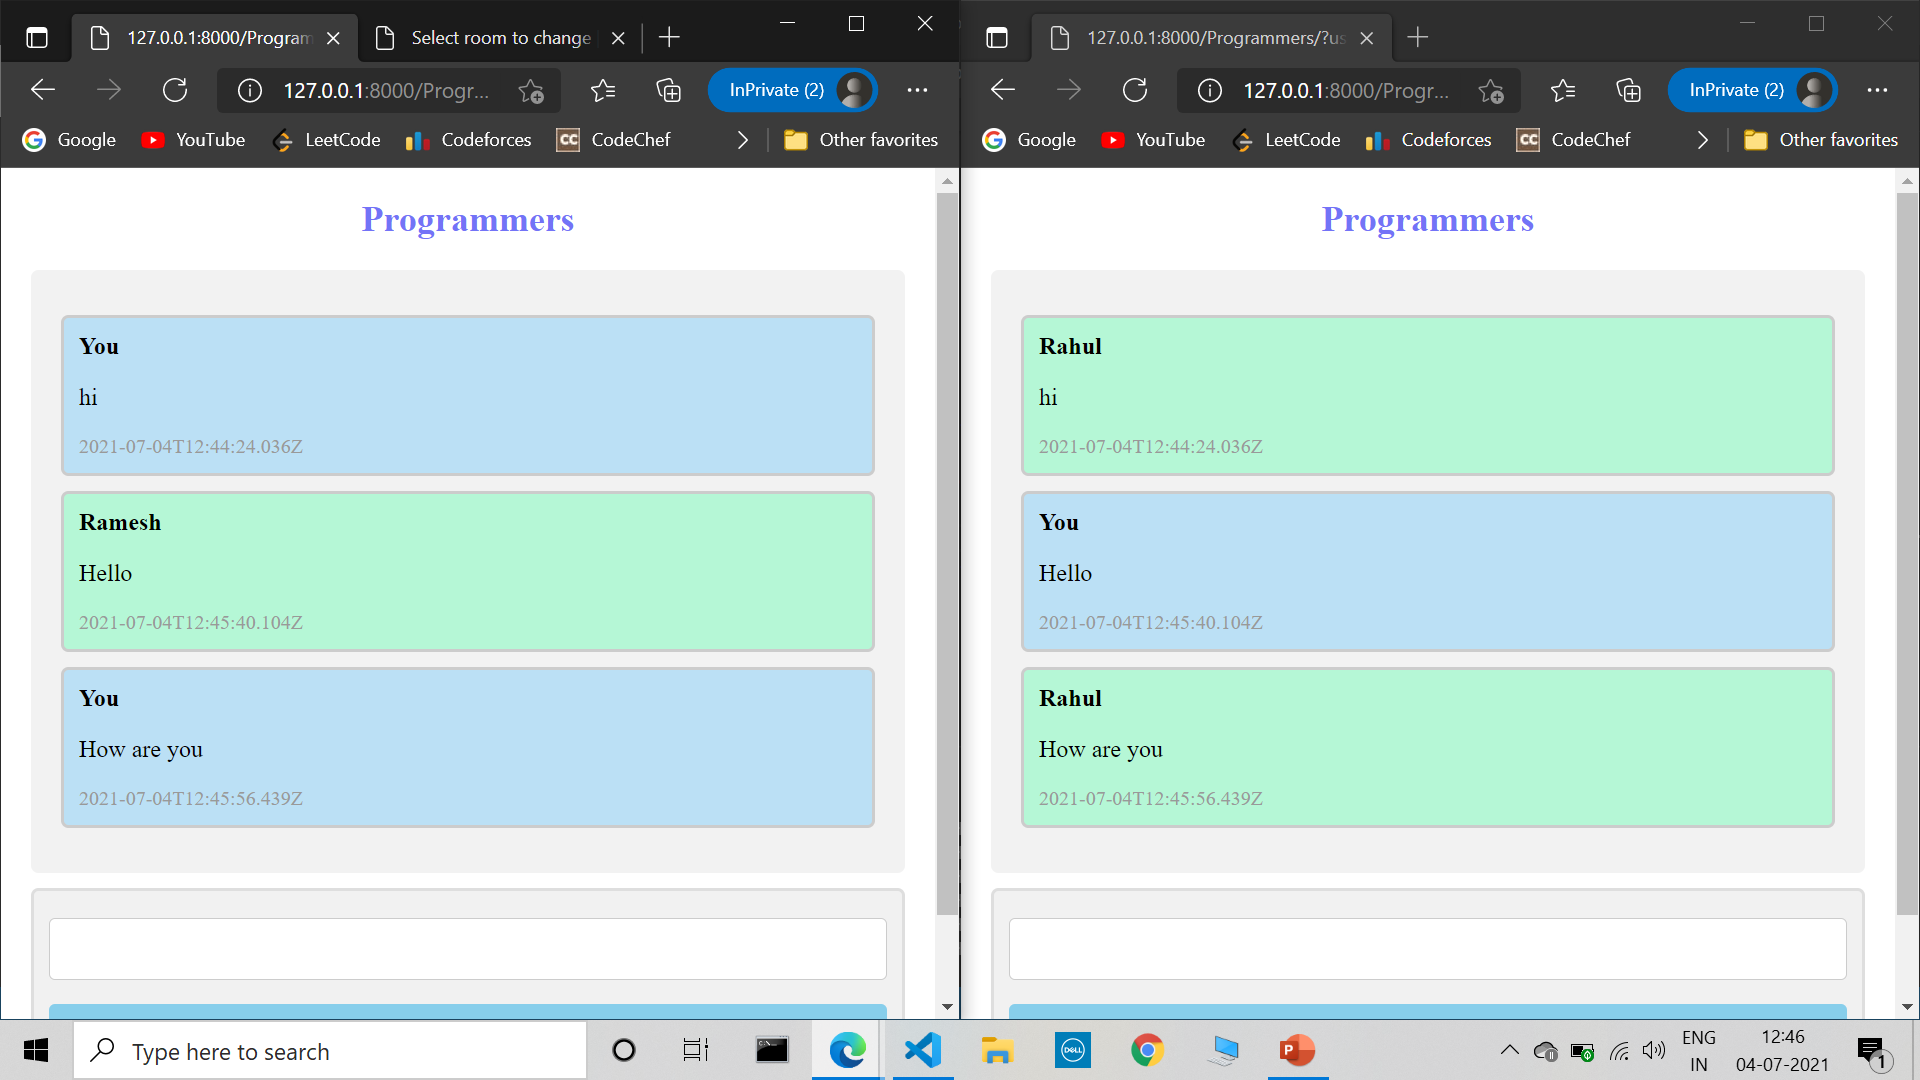 127.0.0.1:8000/Program
Select room to change
127.0.0.1:8000/Progr...
InPrivate (2)
Google
YouTube
LeetCode
Codeforces
CC
CodeChef
Other favorites
Programmers
You
hi
2021-07-04T12:44:24.036Z
Ramesh
Hello
2021-07-04T12:45:40.104Z
You
How are you
2021-07-04T12:45:56.439Z
127.0.0.1:8000/Programmers/?us
127.0.0.1:8000/Progr...
InPrivate (2)
Google
YouTube
LeetCode
Codeforces
CC
CodeChef
Other favorites
Programmers
Rahul
hi
2021-07-04T12:44:24.036Z
You
Hello
2021-07-04T12:45:40.104Z
Rahul
How are you
2021-07-04T12:45:56.439Z
Type here to search
DELL
P
ENG
IN
12:46
04-07-2021
1